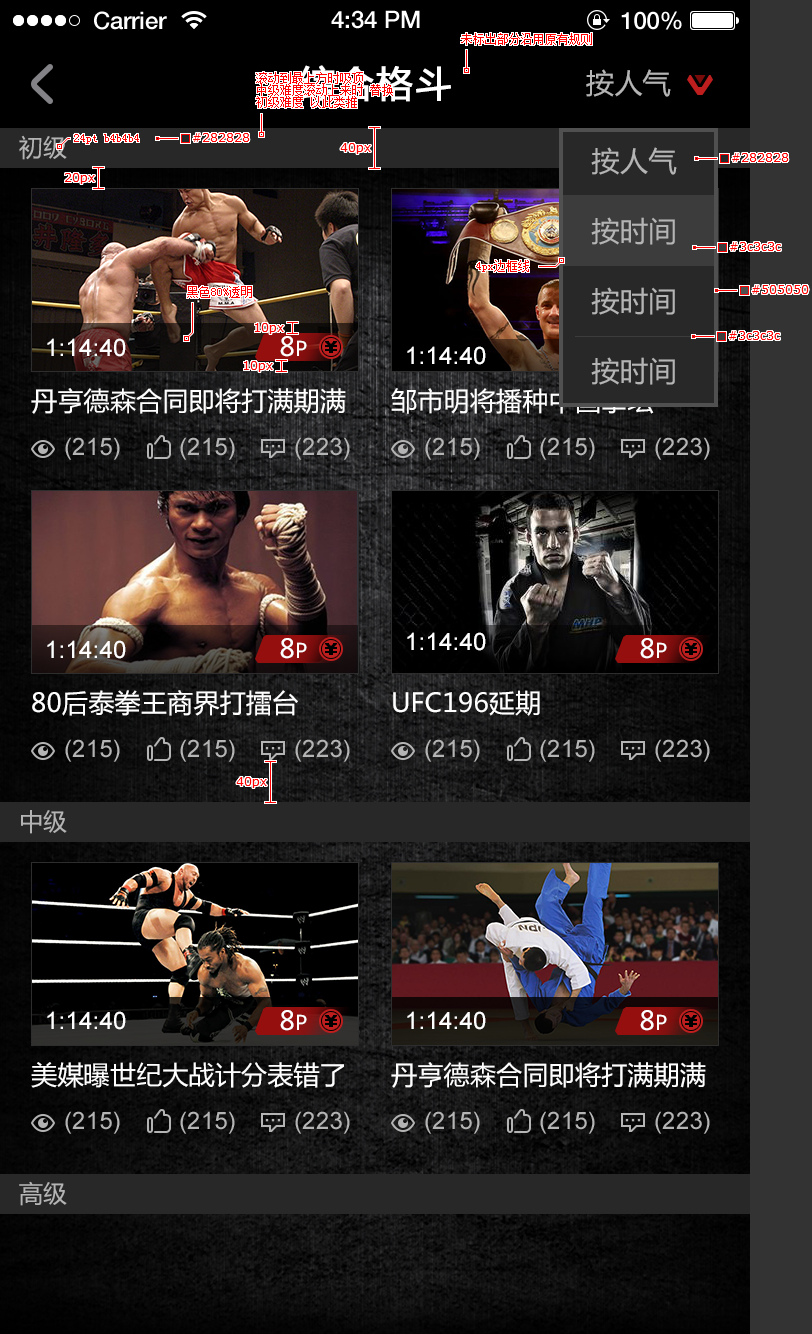 Carrier 4:34 PM 100%
未标出部分沿用原有规则
综合格斗
按人气
滚动到最上方时吸顶
中级难度滚动上来时 替换
初级难度 以此类推
初级
24pt b4b4b4
#282828
40px
20px
按人气
#282828
按时间
#3c3c3c
4px边框线
#505050
按时间
#3c3c3c
按时间
黑色80%透明
10px
10px
1:14:40 8P
1:14:40
丹亨德森合同即将打满期满
邹市明将播种中国拳坛
(215) (215) (223)
(215) (215) (223)
1:14:40 8P
1:14:40 8P
80后泰拳王商界打擂台
UFC196延期
(215) (215) (223)
(215) (215) (223)
40px
中级
1:14:40 8P
1:14:40 8P
美媒曝世纪大战计分表错了
丹亨德森合同即将打满期满
(215) (215) (223)
(215) (215) (223)
高级